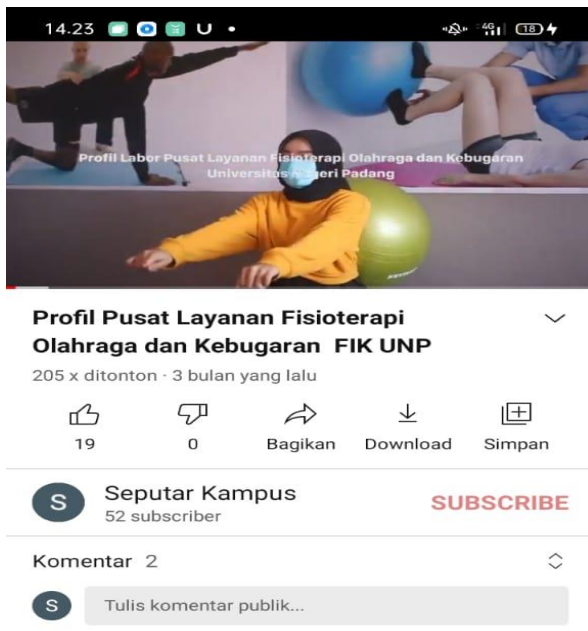 14.23
U
4G
18
Profil Labor Pusat Layanan Fisioterapi Olahraga dan Kebugaran
Universitas Negeri Padang
Profil Pusat Layanan Fisioterapi
Olahraga dan Kebugaran FIK UNP
205 x ditonton · 3 bulan yang lalu
19
0
Bagikan
Download
Simpan
S
Seputar Kampus
52 subscriber
SUBSCRIBE
Komentar 2
S
Tulis komentar publik...